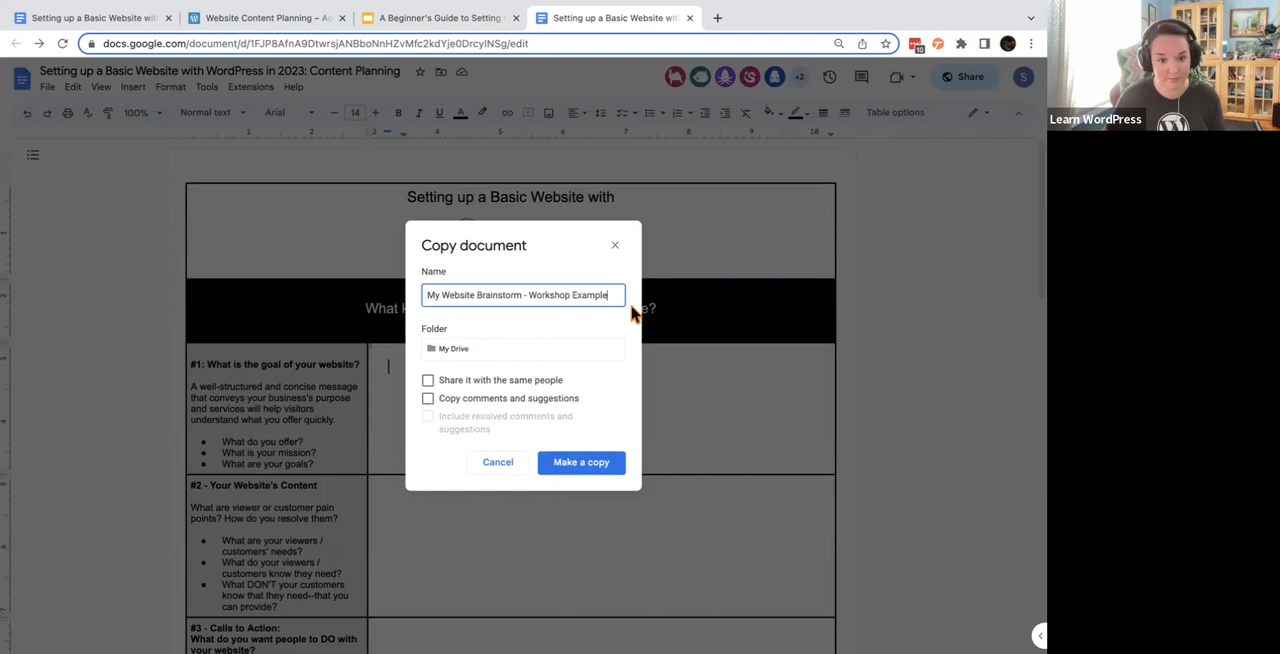 Setting up a Basic Website with
Website Content Planning – Ad
A Beginner's Guide to Setting
Setting up a Basic Website with
docs.google.com/document/d/1FJP8AfnA9DtwrsjANBboNnHZvMfc2kdYje0DrcyINSg/edit
10
Setting up a Basic Website with WordPress in 2023: Content Planning
File Edit View Insert Format Tools Extensions Help
+2
Share
S
100%
Normal text
Arial
14
Table options
Learn WordPress
Setting up a Basic Website with
What k
e?
Copy document
Name
My Website Brainstorm - Workshop Example
Folder
My Drive
Share it with the same people
Copy comments and suggestions
Include resolved comments and
suggestions
Cancel
Make a copy
#1: What is the goal of your website?
A well-structured and concise message
that conveys your business's purpose
and services will help visitors
understand what you offer quickly.
● What do you offer?
● What is your mission?
● What are your goals?
#2 - Your Website's Content
What are viewer or customer pain
points? How do you resolve them?
● What are your viewers /
customers' needs?
● What do your viewers /
customers know they need?
● What DON'T your customers
know that they need--that you
can provide?
#3 - Calls to Action:
What do you want people to DO with
your website?